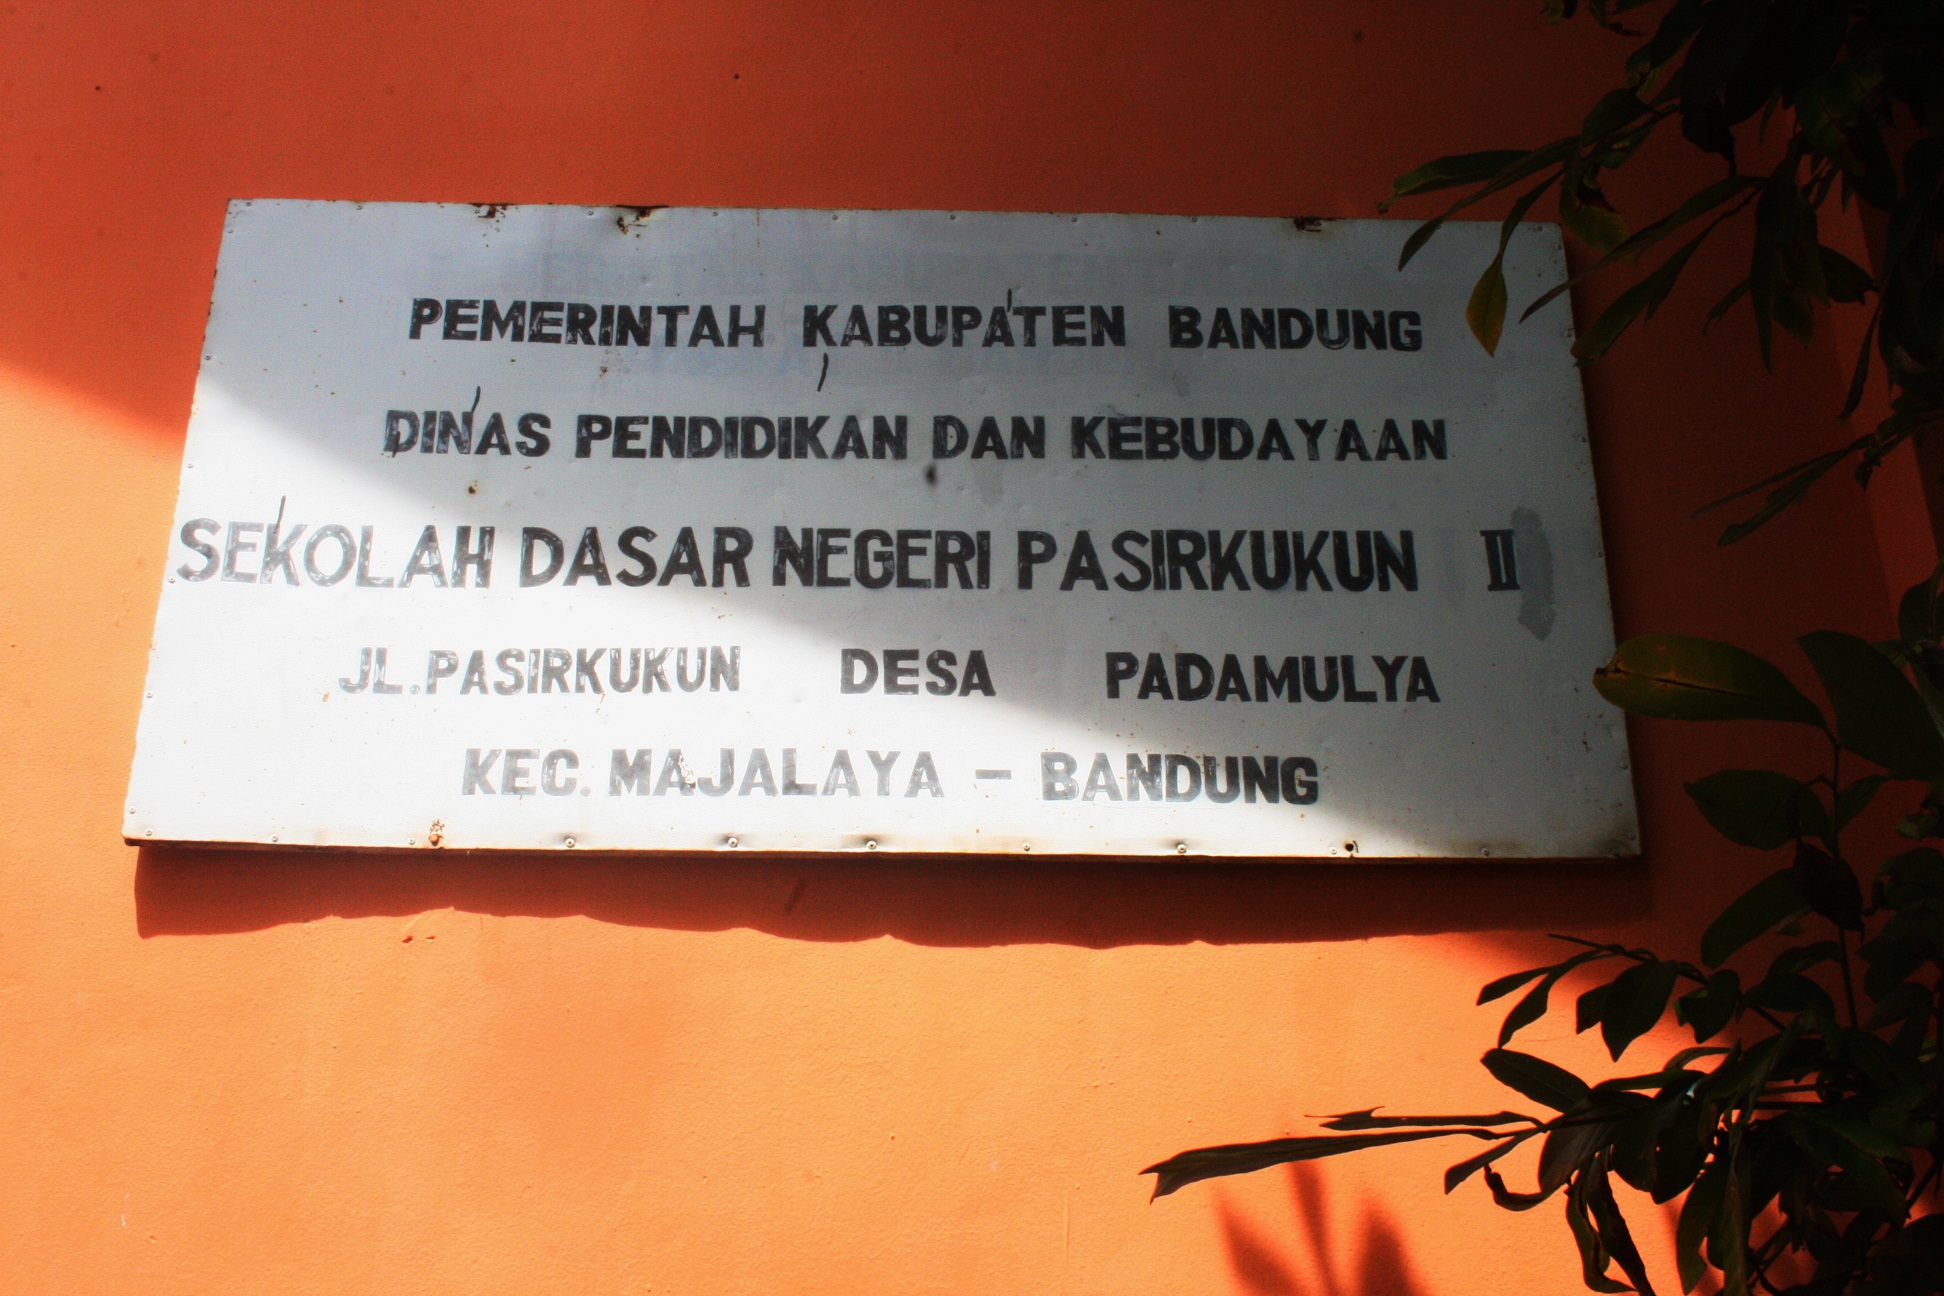 PEMERINTAH KABUPATEN BANDUNG
DINAS PENDIDIKAN DAN KEBUDAYAAN
SEKOLAH DASAR NEGERI PASIRKUKUN II
JL.PASIRKUKUN DESA PADAMULYA
KEC. MAJALAYA - BANDUNG